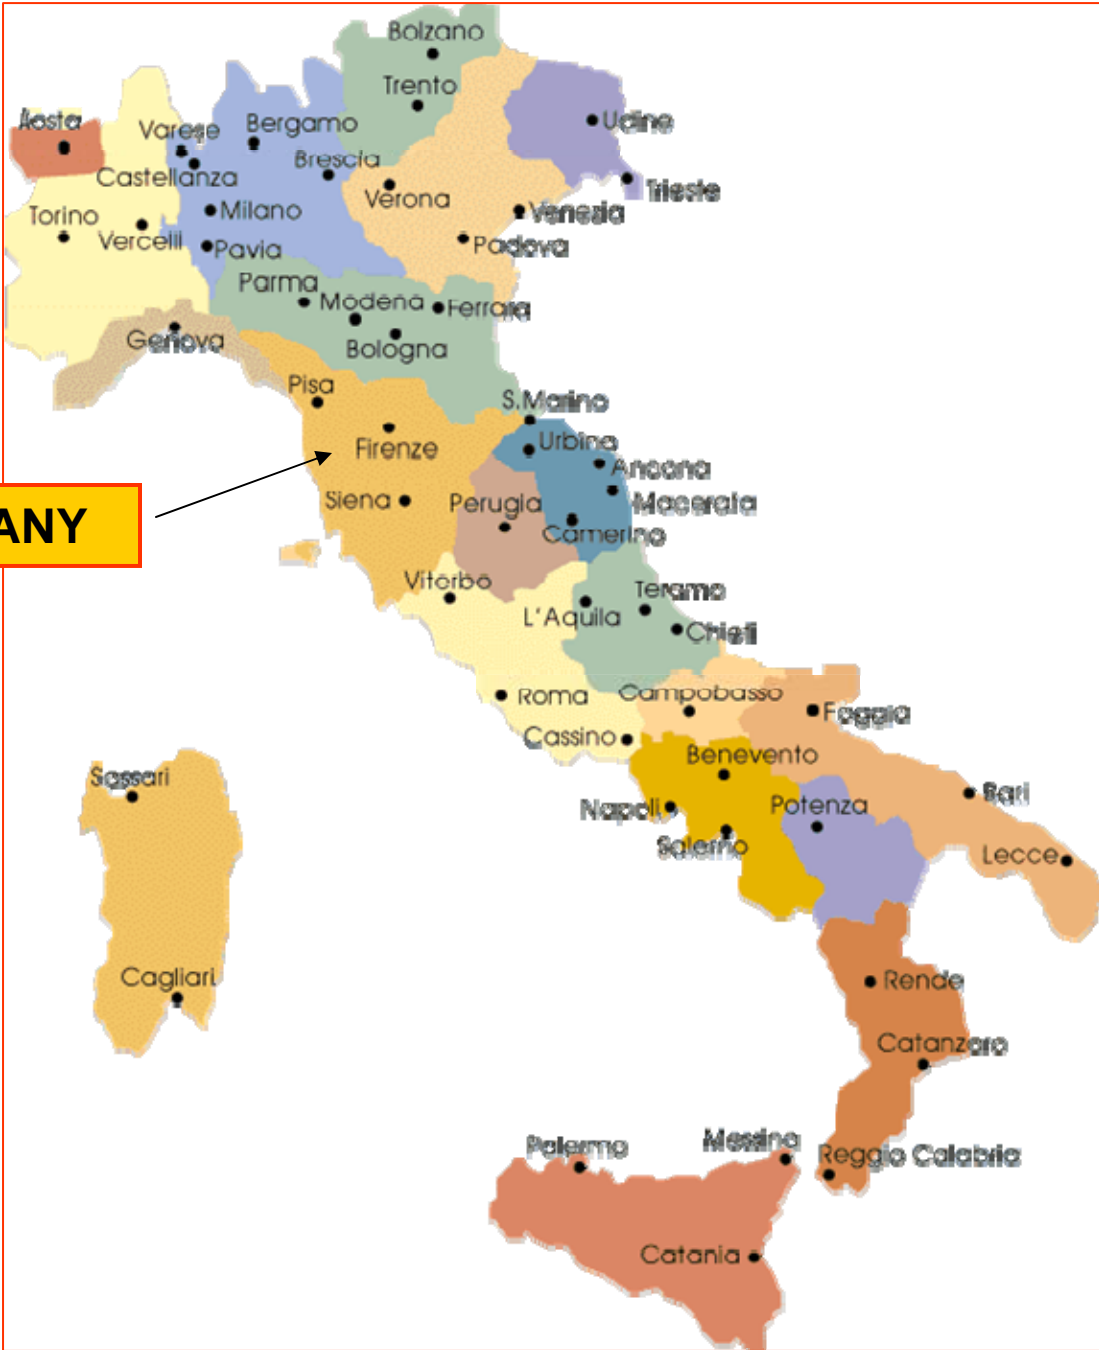 Bolzano
Trento
Aosta
Varese
Bergamo
Udine
Brescia
Castellanza
Verona
Trieste
Torino
Milano
Venezia
Vercelli
Pavia
Padova
Parma
Modena
Ferrara
Genova
Bologna
Pisa
S.Marino
Firenze
Urbino
Ancona
Siena
Perugia
Macerata
ANY
Camerino
Viterbo
Teramo
L'Aquila
Chieti
Roma
Campobasso
Foggia
Cassino
Benevento
Sassari
Napoli
Potenza
Bari
Salerno
Lecce
Cagliari
Rende
Catanzaro
Palermo
Messina
Reggio Calabria
Catania